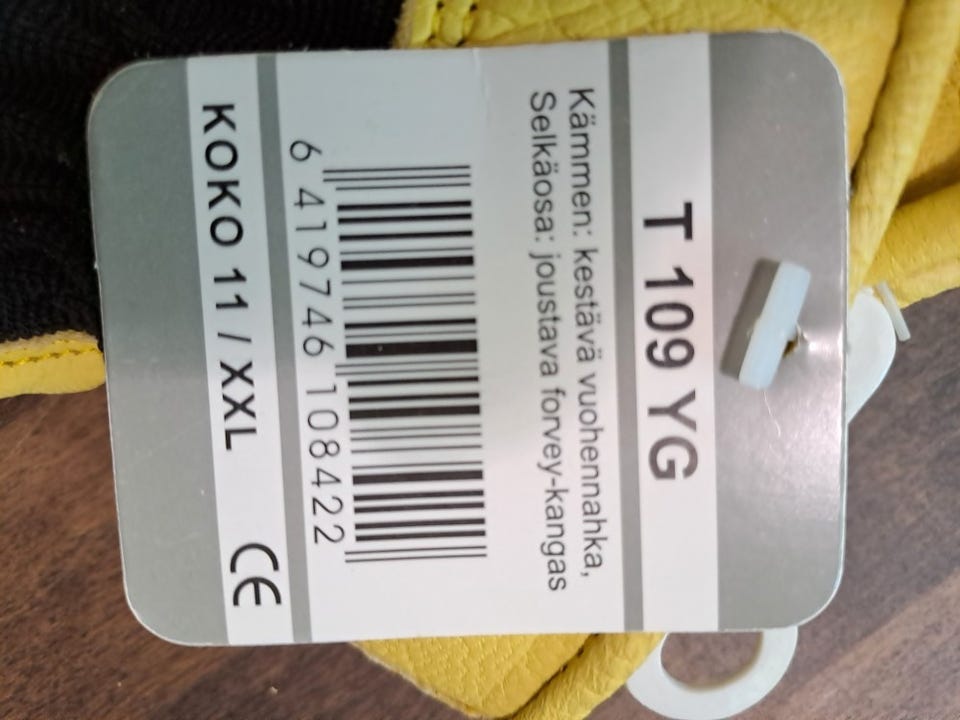 T 109 YG
Kämmen: kestävä vuohennahka,
Selkäosa: joustava forvey-kangas
6 419746 108422
KOKO 11 / XXL CE